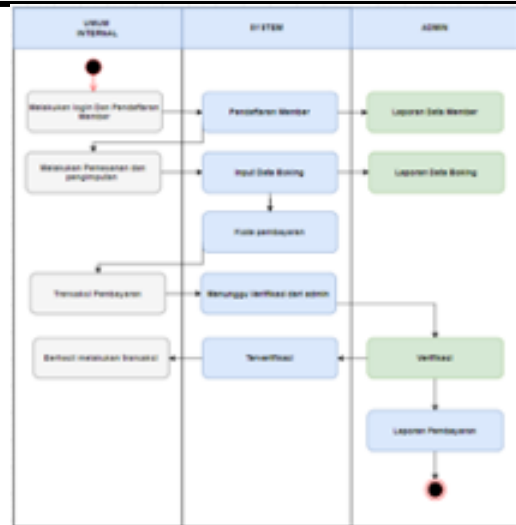 UMUM
INTERNAL
SYSTEM
ADMIN
Melakukan login Dan Pendaftaran
Member
Pendaftaran Member
Laporan Data Member
Melakukan Pemesanan dan
penginputan
Input Data Boking
Laporan Data Boking
Kode pembayaran
Transaksi Pembayaran
Menunggu Verifikasi dari admin
Berhasil melakukan transaksi
Terverifikasi
Verifikasi
Laporan Pembayaran